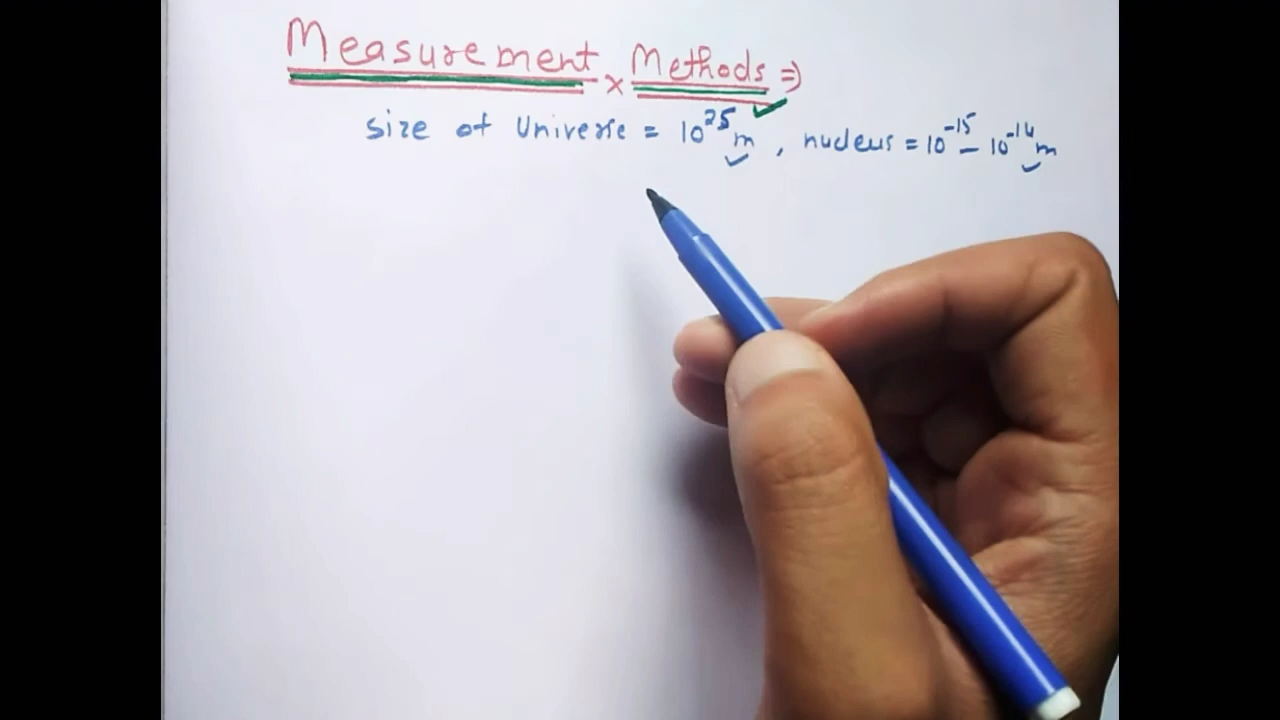 Measurement x Methods ⇒
size of Universe = 10^25 m , nucleus = 10^-15 – 10^-14 m